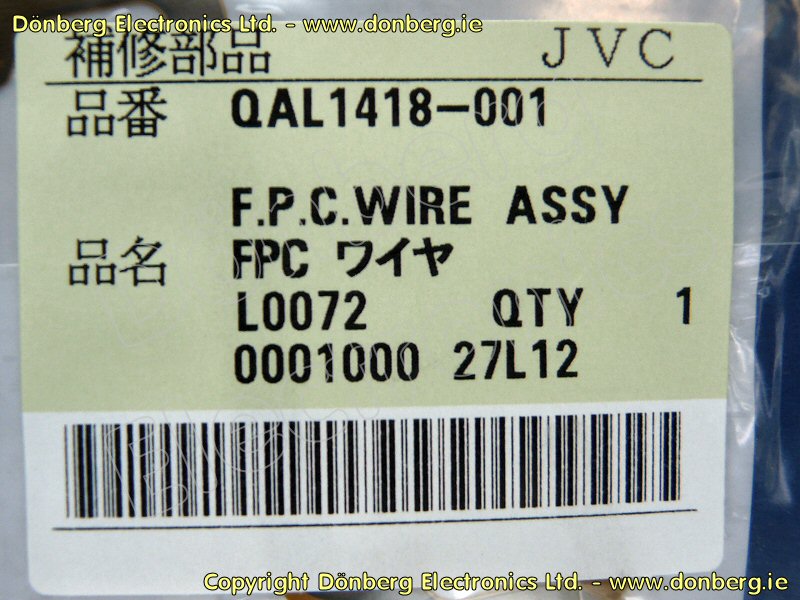 Dönberg Electronics Ltd. - www.donberg.ie
補修部品 JVC
品番 QAL1418-001
F.P.C.WIRE ASSY
品名 FPC ワイヤ
L0072 QTY 1
0001000 27L12
Copyright Dönberg Electronics Ltd. - www.donberg.ie